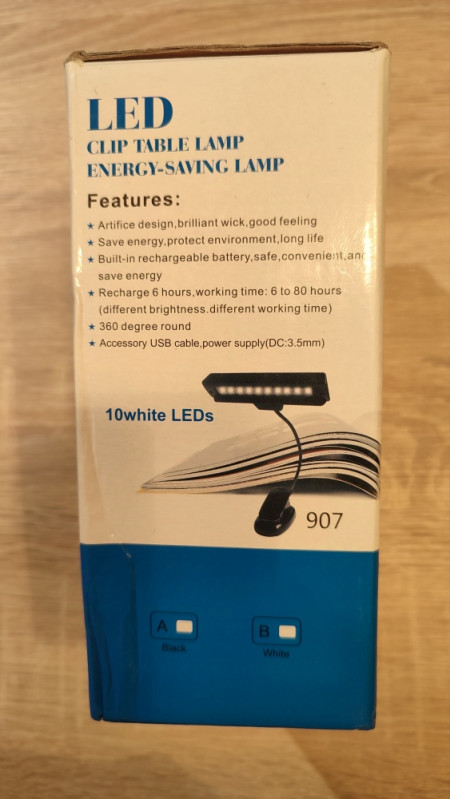 LED
CLIP TABLE LAMP
ENERGY-SAVING LAMP
Features:
★ Artifice design,brilliant wick,good feeling
★ Save energy,protect environment,long life
★ Built-in rechargeable battery,safe,convenient,and
save energy
★ Recharge 6 hours,working time: 6 to 80 hours
(different brightness.different working time)
★ 360 degree round
★ Accessory USB cable,power supply(DC:3.5mm)
10white LEDs
907
A
B
Black
White